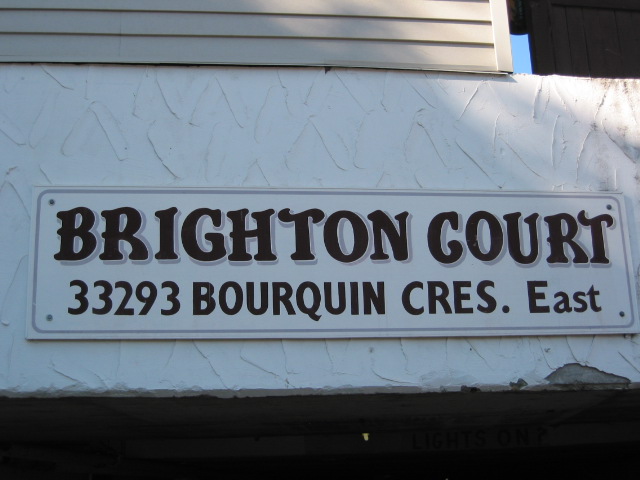 BRIGHTON COURT
33293 BOURQUIN CRES. East
LIGHTS ON?